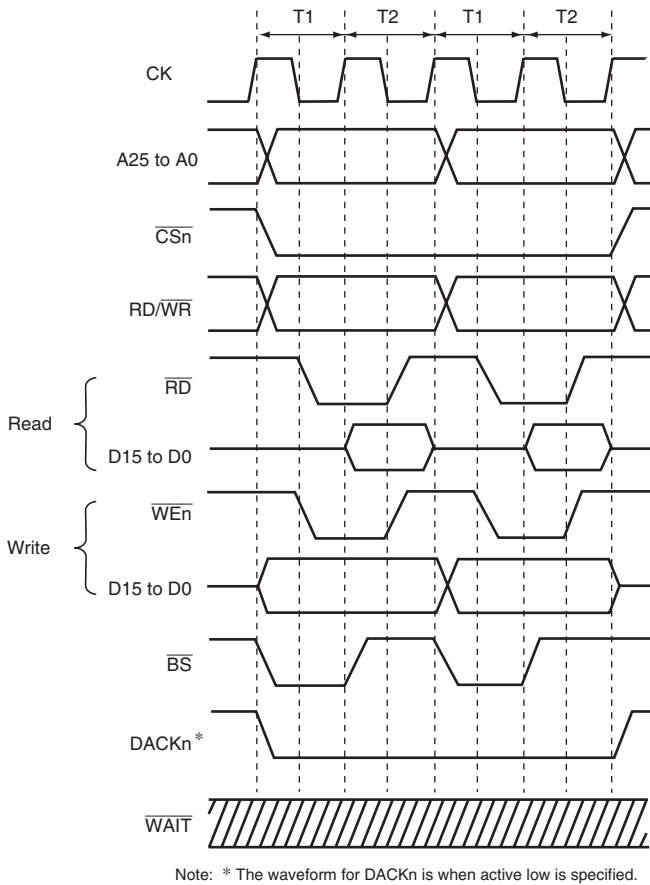 T1 T2 T1 T2
CK
A25 to A0
CSn
RD/WR
RD
Read
D15 to D0
WEn
Write
D15 to D0
BS
DACKn*
WAIT
Note: * The waveform for DACKn is when active low is specified.